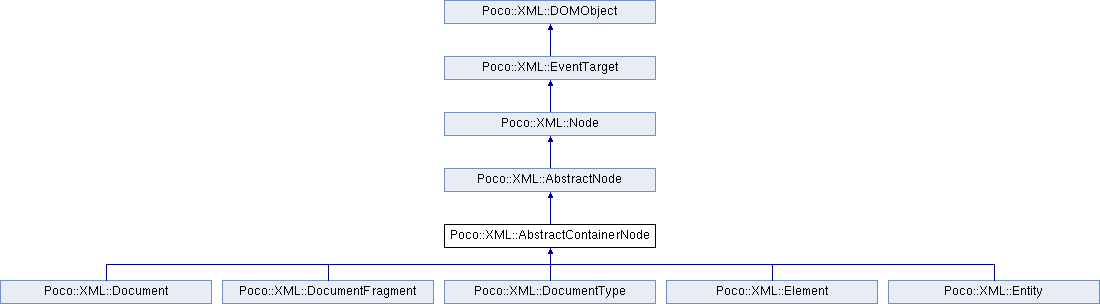 Poco::XML::DOMObject
Poco::XML::EventTarget
Poco::XML::Node
Poco::XML::AbstractNode
Poco::XML::AbstractContainerNode
Poco::XML::Document
Poco::XML::DocumentFragment
Poco::XML::DocumentType
Poco::XML::Element
Poco::XML::Entity